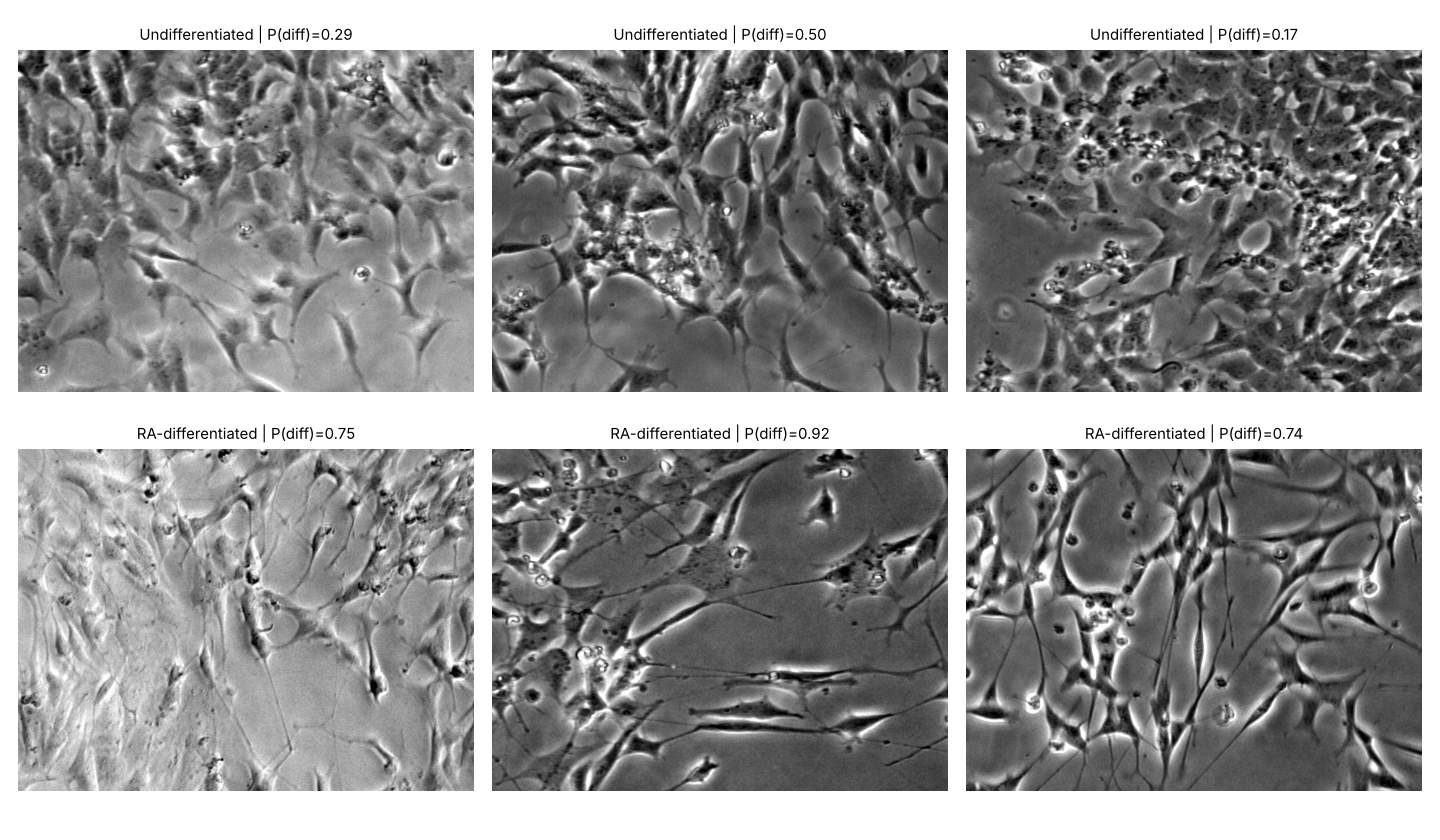 Undifferentiated | P(diff)=0.29
Undifferentiated | P(diff)=0.50
Undifferentiated | P(diff)=0.17
RA-differentiated | P(diff)=0.75
RA-differentiated | P(diff)=0.92
RA-differentiated | P(diff)=0.74